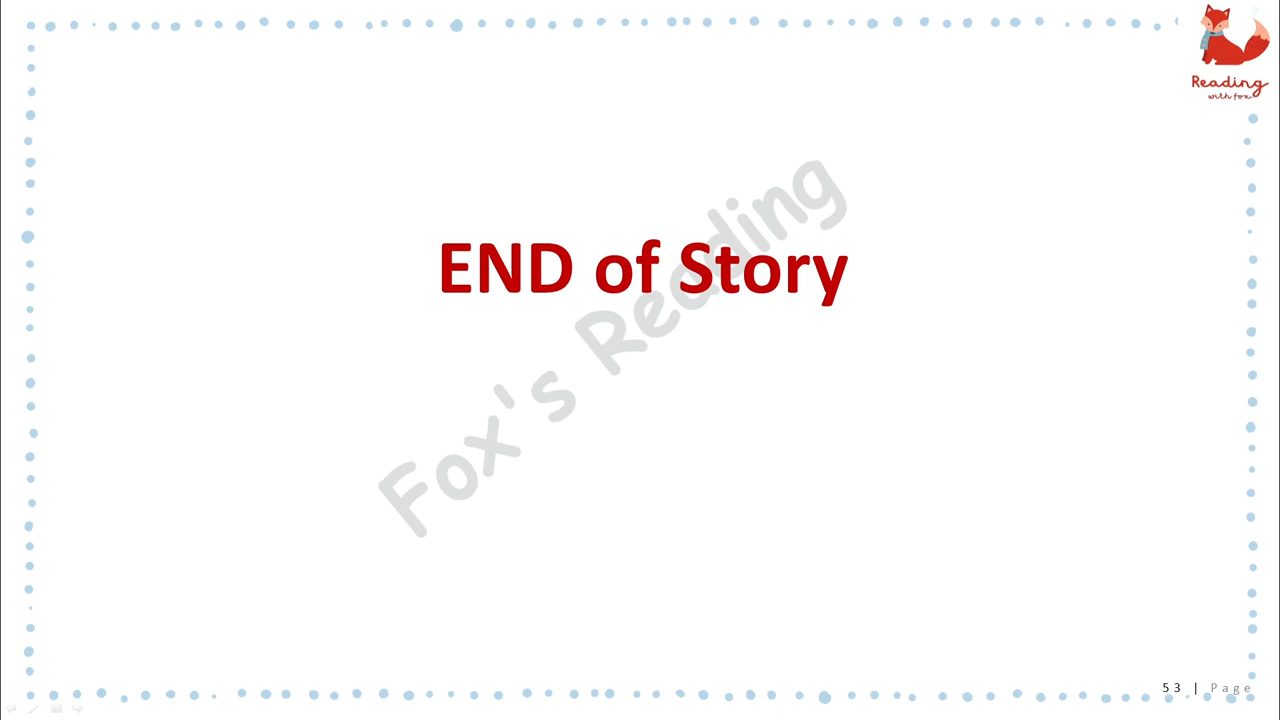 Reading
with fox
END of Story
Fox's Reading
53 | Page